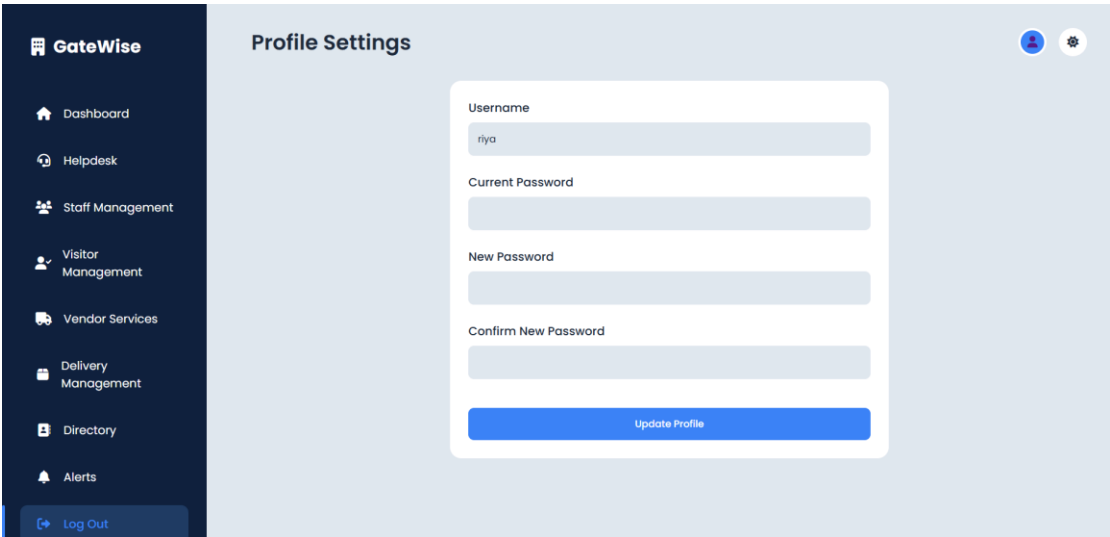 GateWise
Dashboard
Helpdesk
Staff Management
Visitor
Management
Vendor Services
Delivery
Management
Directory
Alerts
Log Out
Profile Settings
Username
riya
Current Password
New Password
Confirm New Password
Update Profile